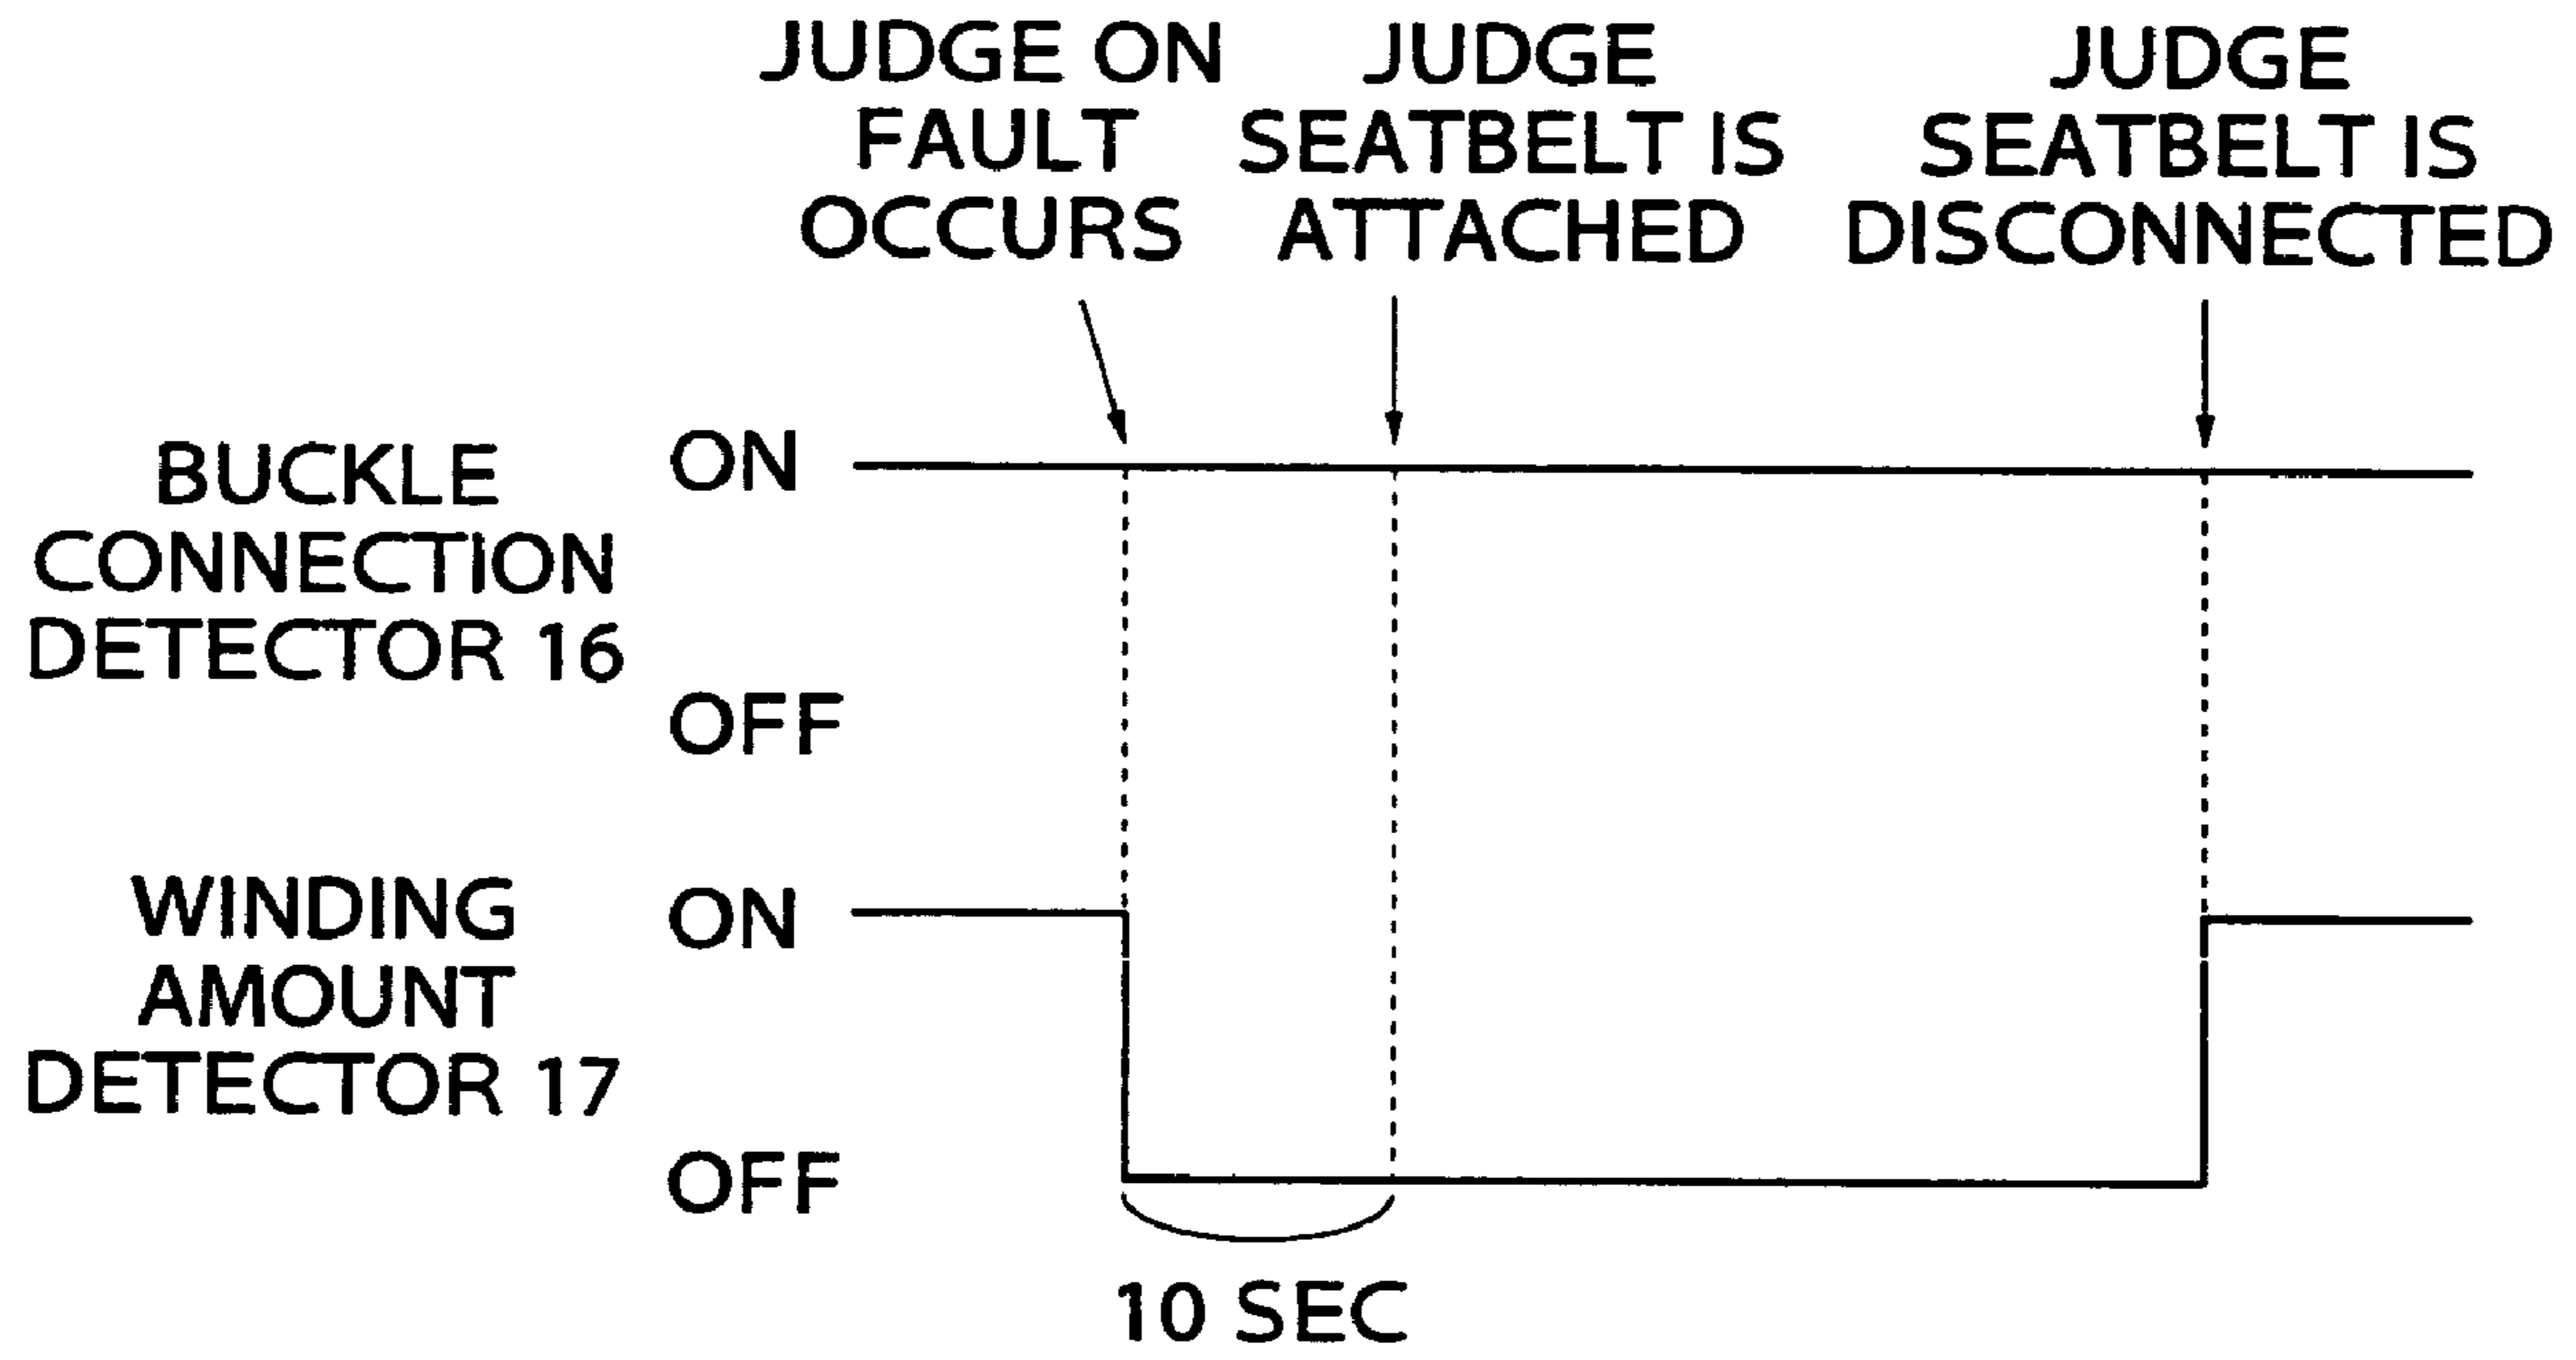 JUDGE ON
FAULT
OCCURS
JUDGE
SEATBELT IS
ATTACHED
JUDGE
SEATBELT IS
DISCONNECTED
BUCKLE
CONNECTION
DETECTOR 16
ON
OFF
WINDING
AMOUNT
DETECTOR 17
ON
OFF
10 SEC